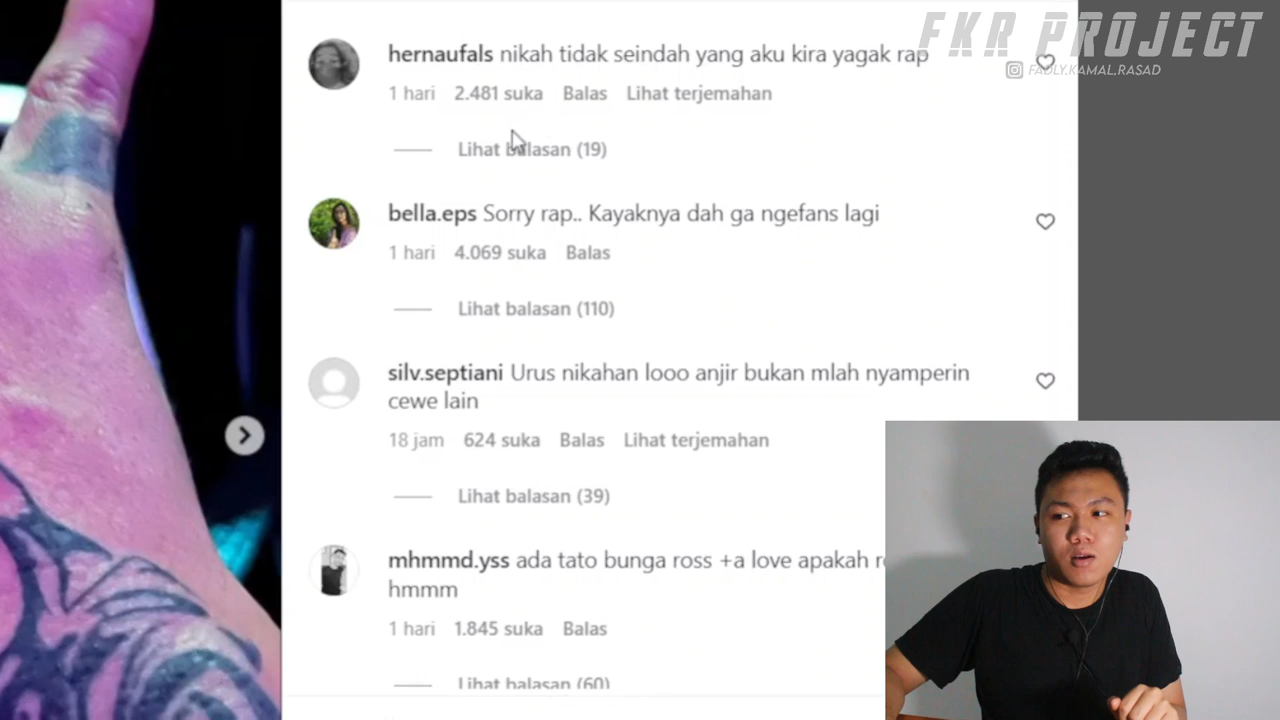 FKR PROJECT
FADLY.KAMAL.RASAD
hernaufals nikah tidak seindah yang aku kira yagak rap
1 hari 2.481 suka Balas Lihat terjemahan
Lihat balasan (19)
bella.eps Sorry rap.. Kayaknya dah ga ngefans lagi
1 hari 4.069 suka Balas
Lihat balasan (110)
silv.septiani Urus nikahan looo anjir bukan mlah nyamperin
cewe lain
18 jam 624 suka Balas Lihat terjemahan
Lihat balasan (39)
mhmmd.yss ada tato bunga ross +a love apakah
hmmm
1 hari 1.845 suka Balas
Lihat balasan (60)